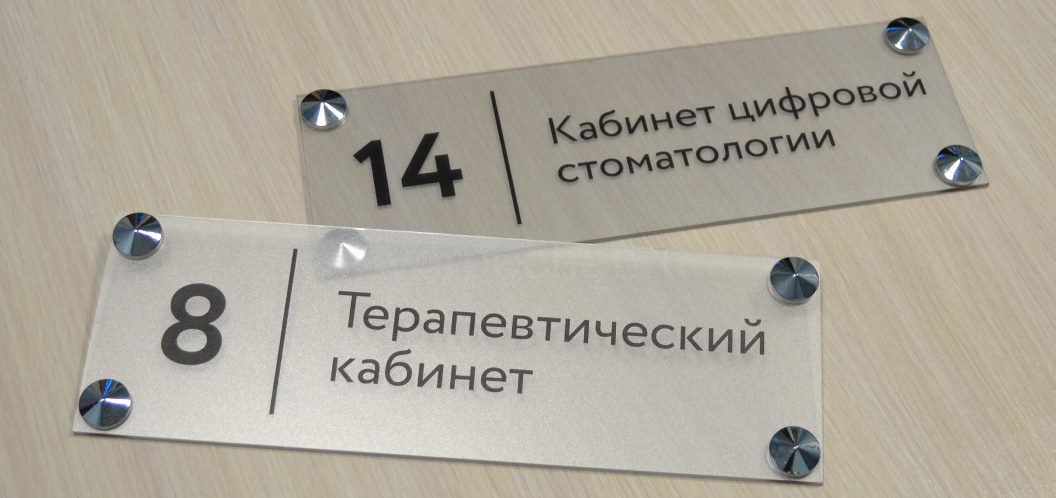 14
Кабинет цифровой
стоматологии
8
Терапевтический
кабинет